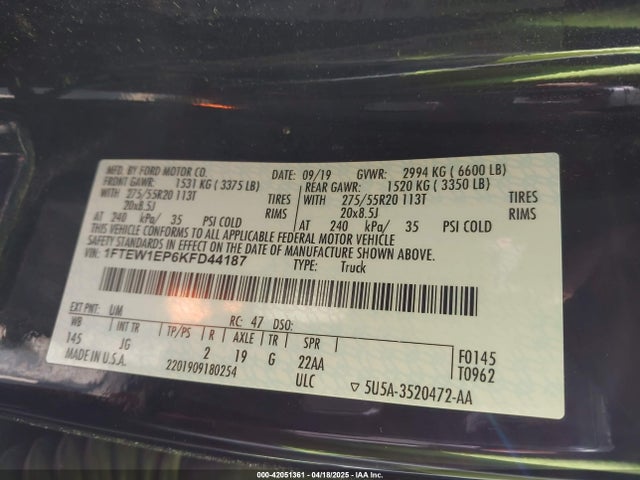 MFD. BY FORD MOTOR CO. DATE: 09/19 GVWR: 2994 KG ( 6600 LB)
FRONT GAWR: 1531 KG ( 3375 LB) REAR GAWR: 1520 KG ( 3350 LB)
WITH 275/55R20 113T TIRES 275/55R20 113T TIRES
20x8.5J RIMS 20x8.5J RIMS
AT 240 kPa/ 35 PSI COLD AT 240 kPa/ 35 PSI COLD
THIS VEHICLE CONFORMS TO ALL APPLICABLE FEDERAL MOTOR VEHICLE
SAFETY STANDARDS IN EFFECT ON THE DATE OF MANUFACTURE SHOWN ABOVE.
VIN: 1FTEW1EP6KFD44187 TYPE: Truck
EXT PNT: UM RC: 47 DSO:
WB INT TR TP/PS R AXLE TR SPR
145 JG 2 19 G 22AA F0145
MADE IN U.S.A. 2201909180254 ULC T0962
▽ 5U5A-3520472-AA
000-42051361 - 04/18/2025 - IAA Inc.